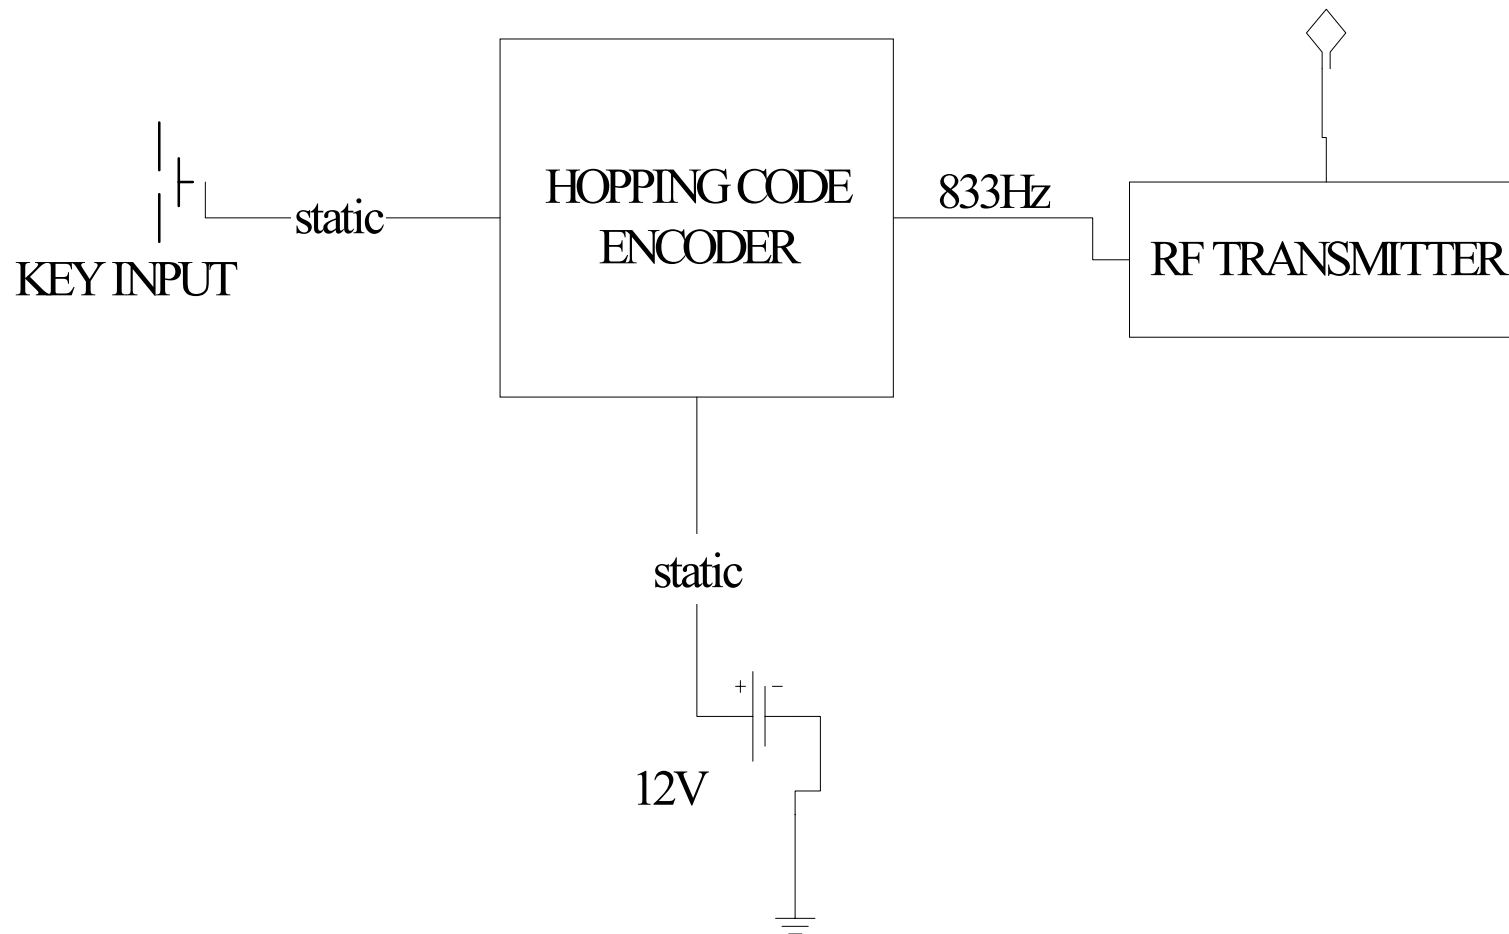 HOPPING CODE
ENCODER
833Hz
RF TRANSMITTER
static
KEY INPUT
static
+ −
12V